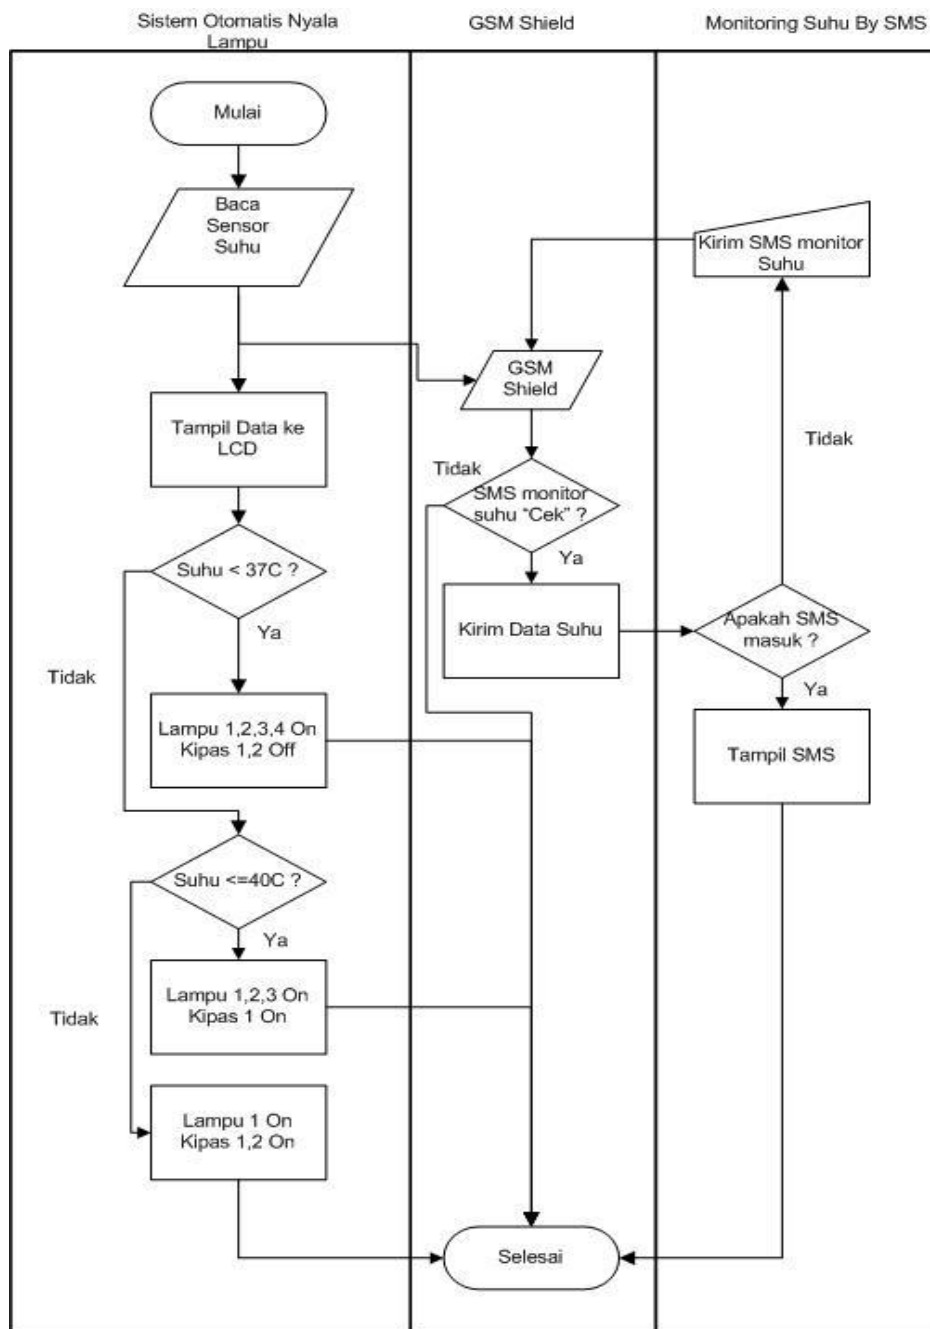 Sistem Otomatis Nyala
Lampu
GSM Shield
Monitoring Suhu By SMS
Mulai
Baca
Sensor
Suhu
Kirim SMS monitor
Suhu
GSM
Shield
Tampil Data ke
LCD
Tidak
Tidak
SMS monitor
suhu “Cek” ?
Ya
Suhu < 37C ?
Ya
Kirim Data Suhu
Apakah SMS
masuk ?
Ya
Tidak
Lampu 1,2,3,4 On
Kipas 1,2 Off
Tampil SMS
Suhu <=40C ?
Ya
Lampu 1,2,3 On
Kipas 1 On
Tidak
Lampu 1 On
Kipas 1,2 On
Selesai